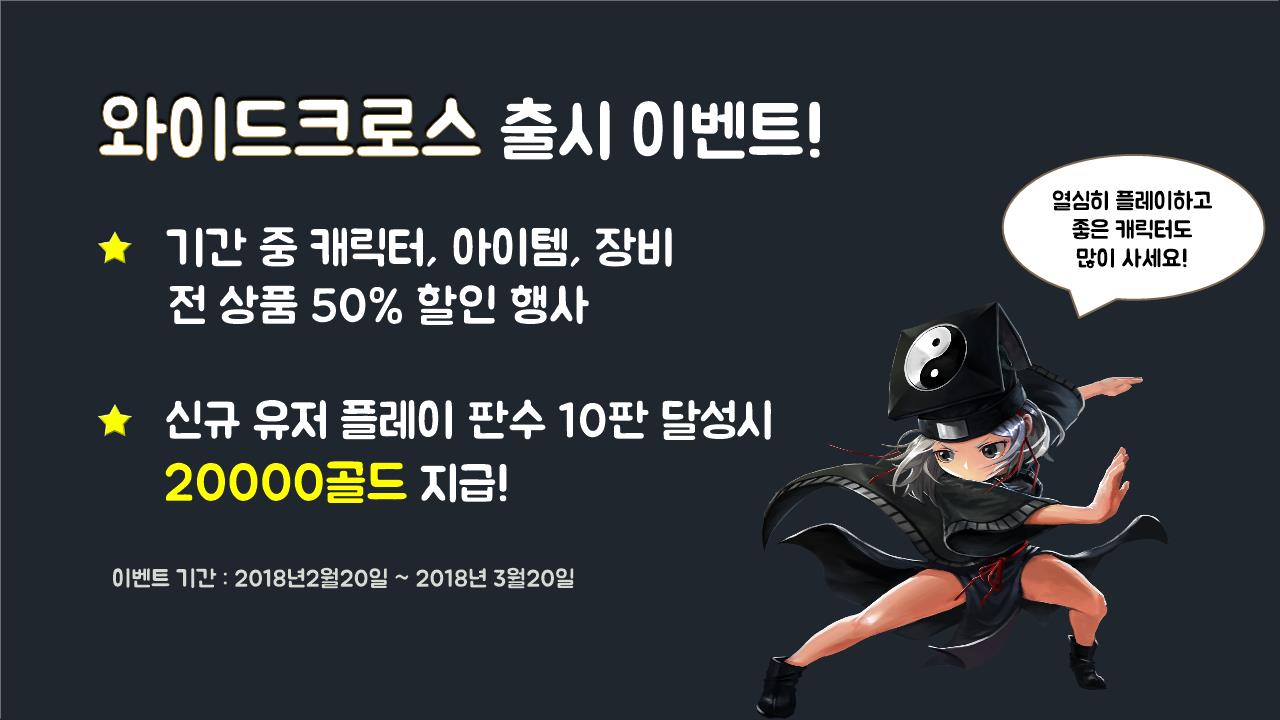 와이드크로스 출시 이벤트!
기간 중 캐릭터, 아이템, 장비
전 상품 50% 할인 행사
신규 유저 플레이 판수 10판 달성시
20000골드 지급!
이벤트 기간 : 2018년2월20일 ~ 2018년 3월20일
열심히 플레이하고
좋은 캐릭터도
많이 사세요!